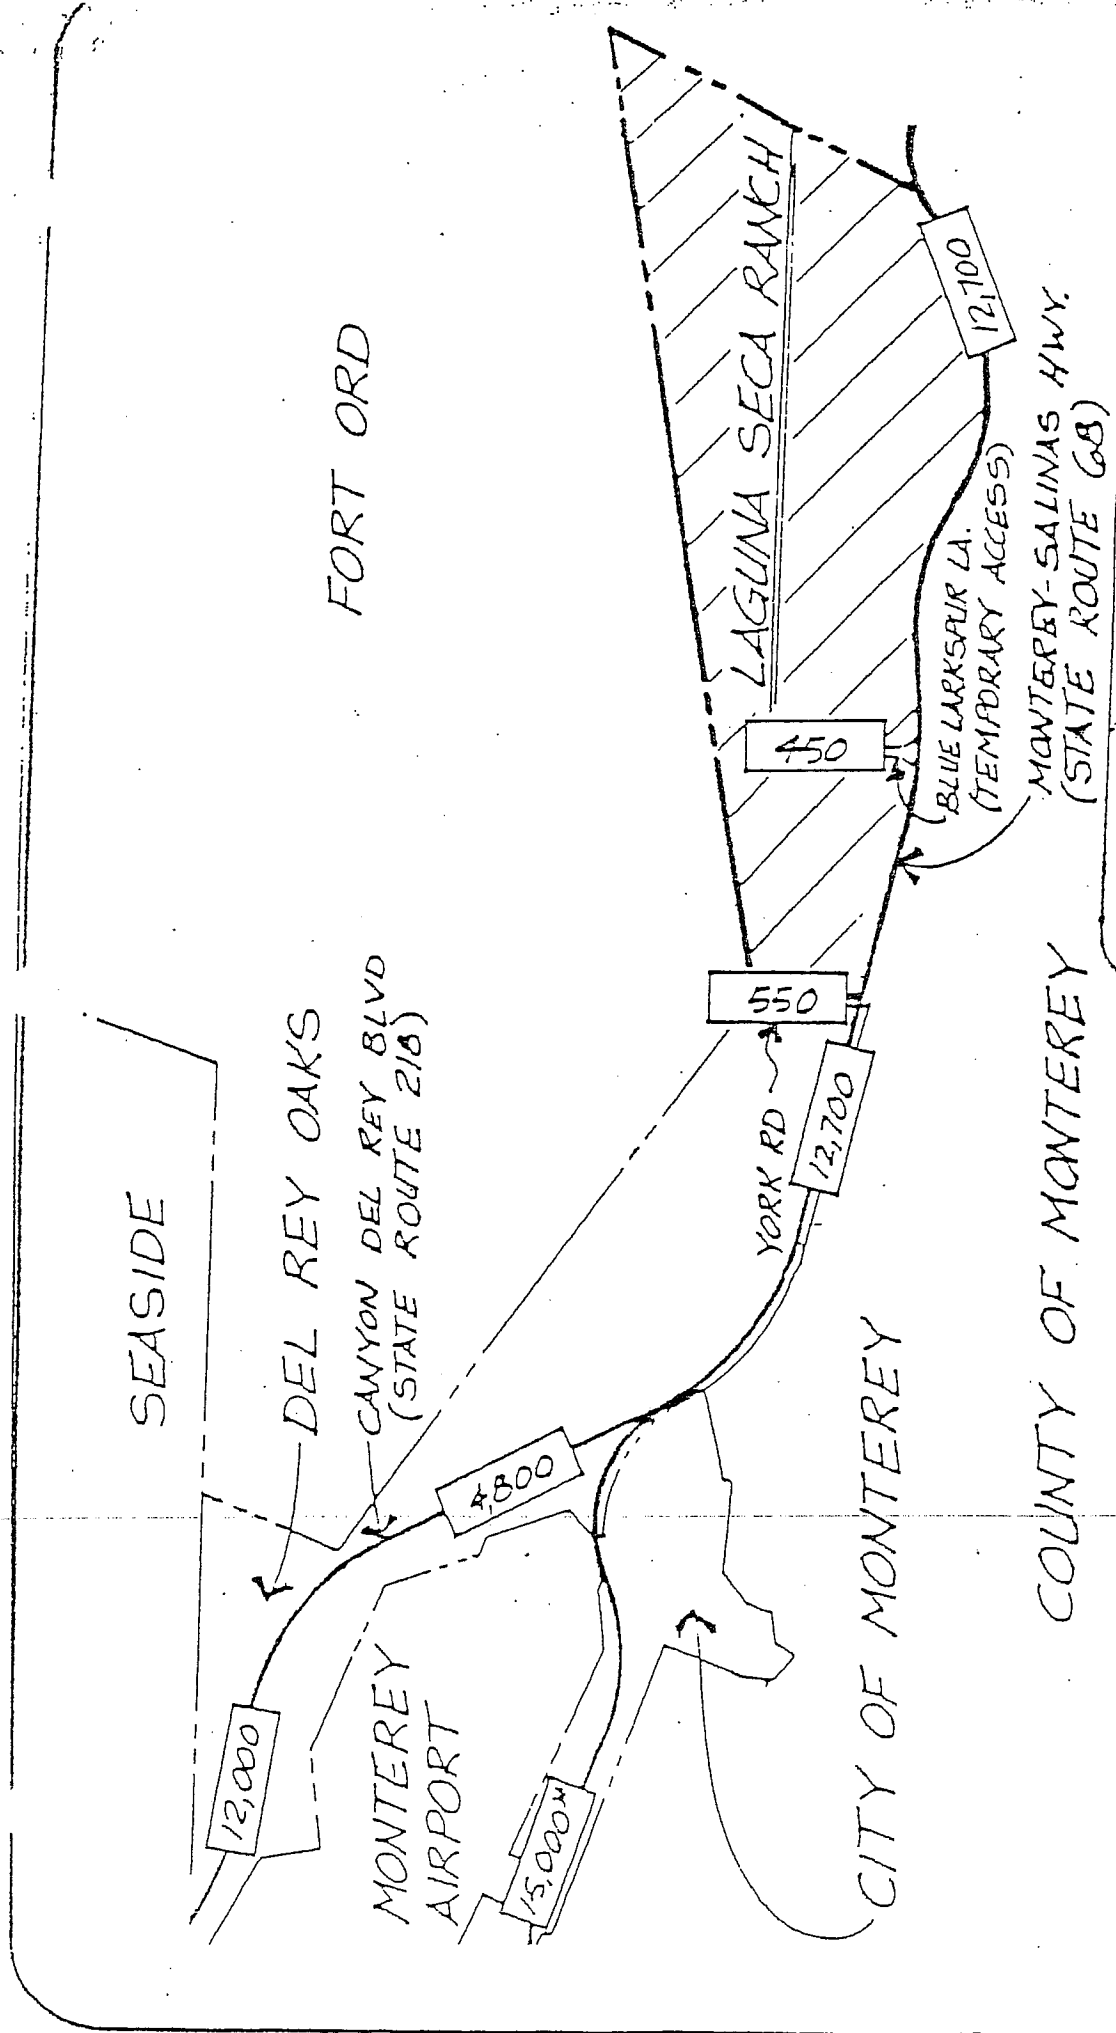 SEASIDE
DEL REY OAKS
CANYON DEL REY BLVD
(STATE ROUTE 218)
FORT ORD
12,000
4,800
MONTEREY
AIRPORT
15,000
YORK RD
550
12,700
450
LAGUNA SECA RANCH
12,700
BLUE LARKSPUR LA.
(TEMPORARY ACCESS)
MONTEREY-SALINAS HWY.
(STATE ROUTE 68)
CITY OF MONTEREY
COUNTY OF MONTEREY